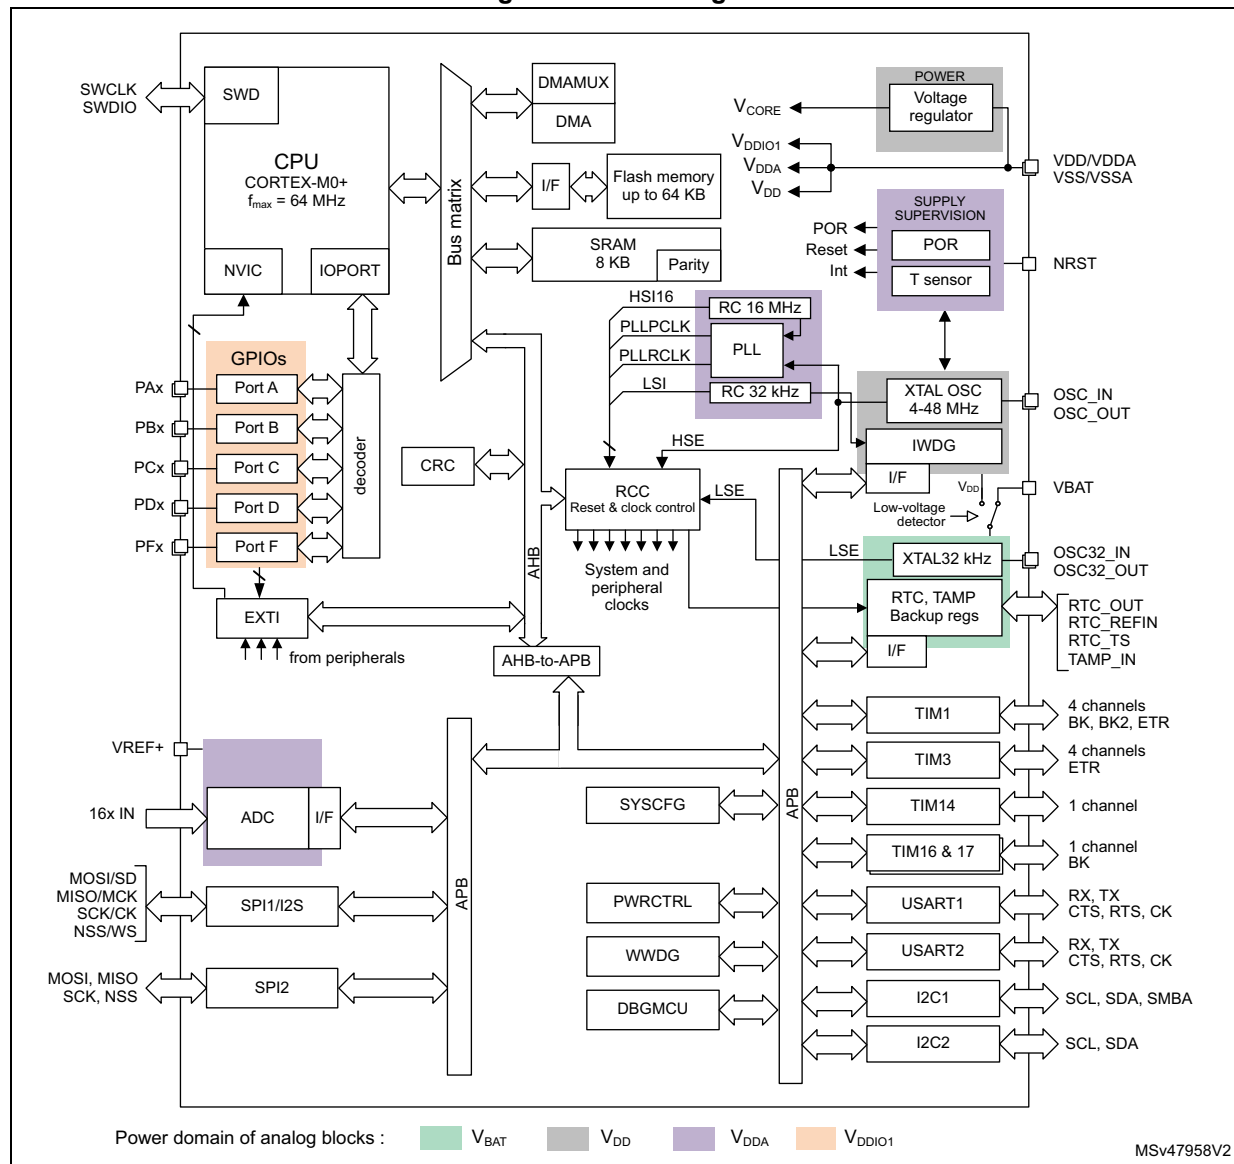 SWCLK
SWDIO
SWD
CPU
CORTEX-M0+
fmax = 64 MHz
NVIC
IOPORT
Bus matrix
DMAMUX
DMA
I/F
Flash memory
up to 64 KB
SRAM
8 KB
Parity
POWER
Voltage
regulator
VCORE
VDDIO1
VDDA
VDD
VDD/VDDA
VSS/VSSA
SUPPLY
SUPERVISION
POR
Reset
Int
POR
T sensor
NRST
HSI16
PLLPCLK
PLLRCLK
LSI
RC 16 MHz
PLL
RC 32 kHz
GPIOs
PAx
Port A
PBx
Port B
PCx
Port C
PDx
Port D
PFx
Port F
decoder
XTAL OSC
4-48 MHz
OSC_IN
OSC_OUT
IWDG
I/F
HSE
CRC
RCC
Reset & clock control
LSE
VDD
VBAT
Low-voltage
detector
LSE
XTAL32 kHz
OSC32_IN
OSC32_OUT
AHB
System and
peripheral
clocks
RTC, TAMP
Backup regs
I/F
RTC_OUT
RTC_REFIN
RTC_TS
TAMP_IN
EXTI
from peripherals
AHB-to-APB
TIM1
4 channels
BK, BK2, ETR
VREF+
TIM3
4 channels
ETR
16x IN
ADC
I/F
SYSCFG
APB
TIM14
1 channel
TIM16 & 17
1 channel
BK
MOSI/SD
MISO/MCK
SCK/CK
NSS/WS
SPI1/I2S
APB
PWRCTRL
USART1
RX, TX
CTS, RTS, CK
WWDG
USART2
RX, TX
CTS, RTS, CK
MOSI, MISO
SCK, NSS
SPI2
DBGMCU
I2C1
SCL, SDA, SMBA
I2C2
SCL, SDA
Power domain of analog blocks :
VBAT
VDD
VDDA
VDDIO1
MSv47958V2